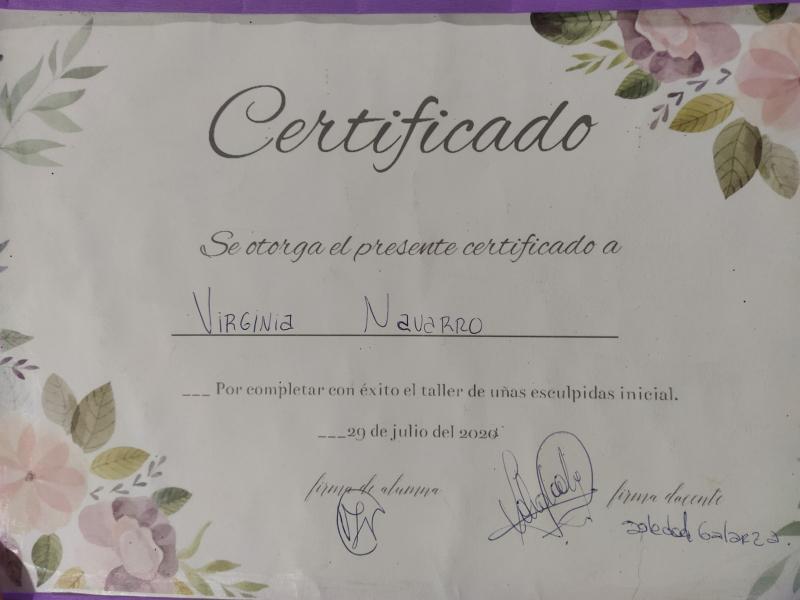 Certificado
Se otorga el presente certificado a
Virginia Navarro
___ Por completar con éxito el taller de uñas esculpidas inicial.
___29 de julio del 2020
firma de alumna
firma docente
Soledad Galarza.